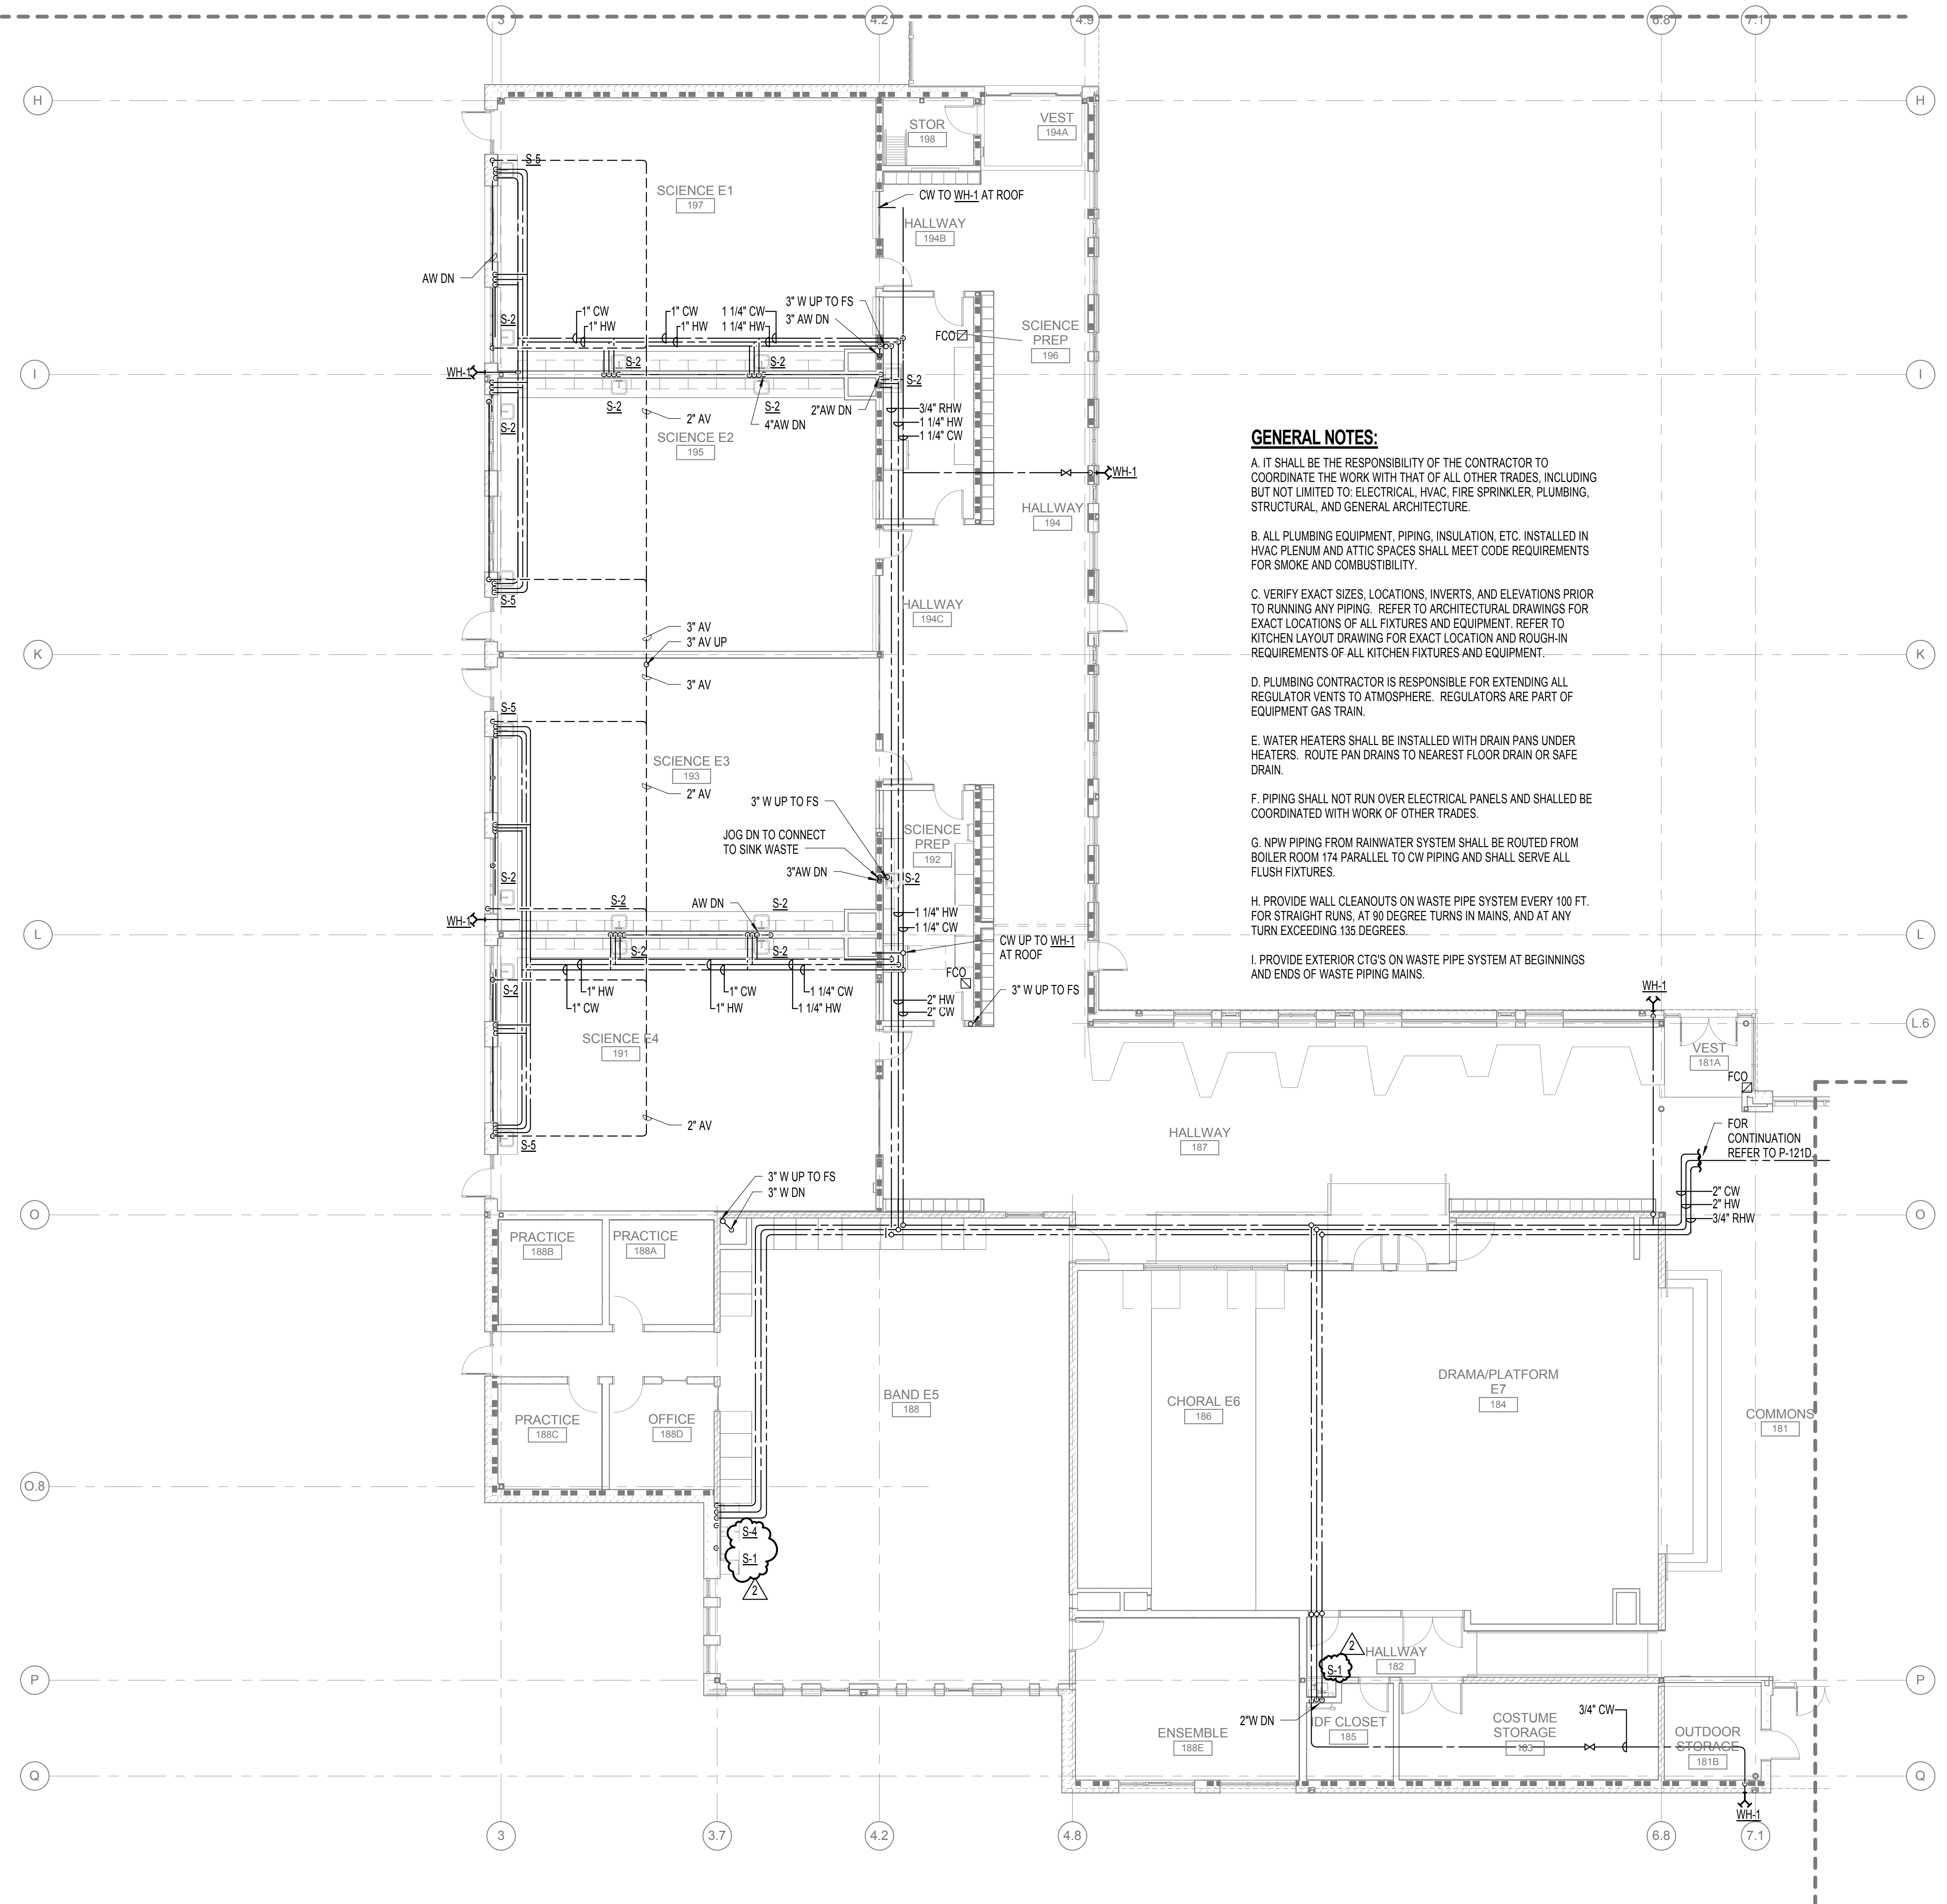 3
4.2
4.9
6.8
7.1
H
H
STOR
198
VEST
194A
S-5
SCIENCE E1
197
CW TO WH-1 AT ROOF
HALLWAY
194B
AW DN
1" CW
1" HW
1" CW
1" HW
1 1/4" CW
1 1/4" HW
3" W UP TO FS
3" AW DN
FCO
SCIENCE
PREP
196
S-2
S-2
S-2
I
WH-1
S-2
I
S-2
S-2
S-2
2"AW DN
4"AW DN
2" AV
3/4" RHW
1 1/4" HW
1 1/4" CW
SCIENCE E2
195
WH-1
HALLWAY
194
S-5
HALLWAY
194C
3" AV
3" AV UP
3" AV
K
K
GENERAL NOTES:
A. IT SHALL BE THE RESPONSIBILITY OF THE CONTRACTOR TO
COORDINATE THE WORK WITH THAT OF ALL OTHER TRADES, INCLUDING
BUT NOT LIMITED TO: ELECTRICAL, HVAC, FIRE SPRINKLER, PLUMBING,
STRUCTURAL, AND GENERAL ARCHITECTURE.
B. ALL PLUMBING EQUIPMENT, PIPING, INSULATION, ETC. INSTALLED IN
HVAC PLENUM AND ATTIC SPACES SHALL MEET CODE REQUIREMENTS
FOR SMOKE AND COMBUSTIBILITY.
C. VERIFY EXACT SIZES, LOCATIONS, INVERTS, AND ELEVATIONS PRIOR
TO RUNNING ANY PIPING. REFER TO ARCHITECTURAL DRAWINGS FOR
EXACT LOCATIONS OF ALL FIXTURES AND EQUIPMENT. REFER TO
KITCHEN LAYOUT DRAWING FOR EXACT LOCATION AND ROUGH-IN
REQUIREMENTS OF ALL KITCHEN FIXTURES AND EQUIPMENT.
D. PLUMBING CONTRACTOR IS RESPONSIBLE FOR EXTENDING ALL
REGULATOR VENTS TO ATMOSPHERE. REGULATORS ARE PART OF
EQUIPMENT GAS TRAIN.
E. WATER HEATERS SHALL BE INSTALLED WITH DRAIN PANS UNDER
HEATERS. ROUTE PAN DRAINS TO NEAREST FLOOR DRAIN OR SAFE
DRAIN.
F. PIPING SHALL NOT RUN OVER ELECTRICAL PANELS AND SHALLED BE
COORDINATED WITH WORK OF OTHER TRADES.
G. NPW PIPING FROM RAINWATER SYSTEM SHALL BE ROUTED FROM
BOILER ROOM 174 PARALLEL TO CW PIPING AND SHALL SERVE ALL
FLUSH FIXTURES.
H. PROVIDE WALL CLEANOUTS ON WASTE PIPE SYSTEM EVERY 100 FT.
FOR STRAIGHT RUNS, AT 90 DEGREE TURNS IN MAINS, AND AT ANY
TURN EXCEEDING 135 DEGREES.
I. PROVIDE EXTERIOR CTG'S ON WASTE PIPE SYSTEM AT BEGINNINGS
AND ENDS OF WASTE PIPING MAINS.
S-5
SCIENCE E3
193
2" AV
3" W UP TO FS
JOG DN TO CONNECT
TO SINK WASTE
3"AW DN
SCIENCE
PREP
192
S-2
S-2
S-2
AW DN
S-2
WH-1
1 1/4" HW
1 1/4" CW
L
L
S-2
S-2
CW UP TO WH-1
AT ROOF
FCO
S-2
1" HW
1" CW
1" CW
1" HW
1 1/4" CW
1 1/4" HW
2" HW
2" CW
3" W UP TO FS
WH-1
L.6
SCIENCE E4
191
VEST
181A
FCO
2" AV
S-5
HALLWAY
187
FOR
CONTINUATION
REFER TO P-121D
3" W UP TO FS
3" W DN
2" CW
2" HW
3/4" RHW
O
O
PRACTICE
188B
PRACTICE
188A
BAND E5
188
CHORAL E6
186
DRAMA/PLATFORM
E7
184
COMMONS
181
PRACTICE
188C
OFFICE
188D
O.8
S-4
S-1
2
2
HALLWAY
182
S-1
P
P
2"W DN
ENSEMBLE
188E
IDF CLOSET
185
COSTUME
STORAGE
183
3/4" CW
OUTDOOR
STORAGE
181B
Q
Q
WH-1
3
3.7
4.2
4.8
6.8
7.1